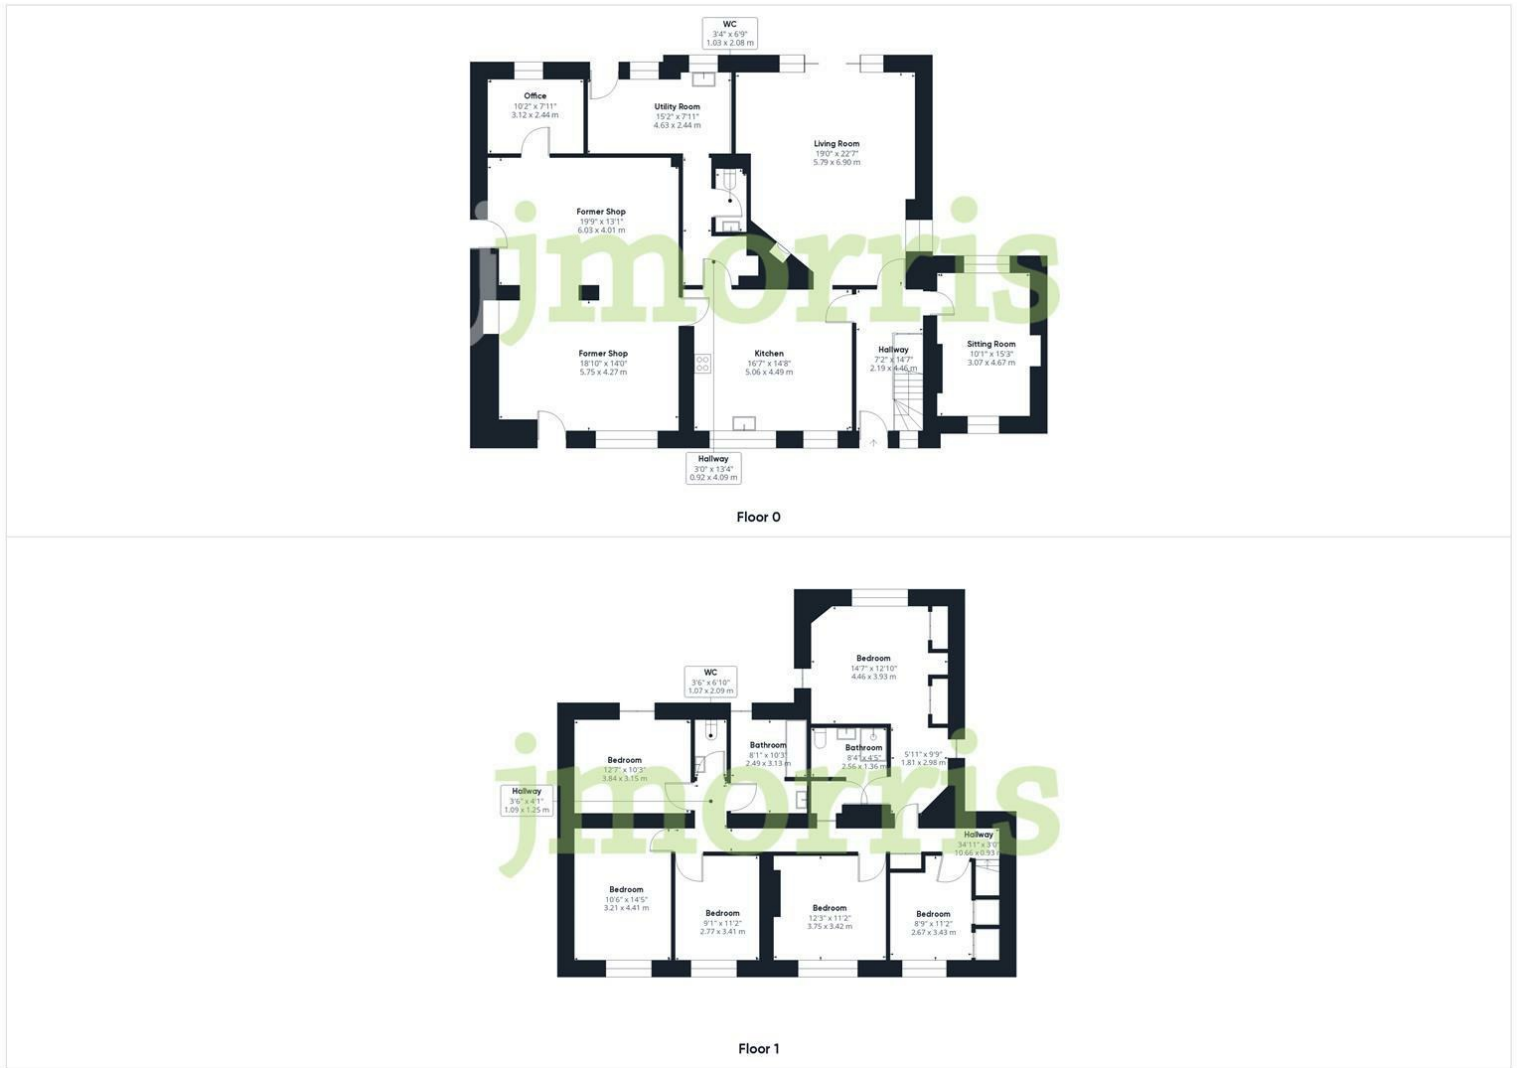 WC
3'4" x 6'9"
1.03 x 2.08 m
Office
10'2" x 7'11"
3.12 x 2.44 m
Utility Room
15'2" x 7'11"
4.63 x 2.44 m
Living Room
19'0" x 22'7"
5.79 x 6.90 m
Former Shop
19'9" x 13'1"
6.03 x 4.01 m
jjmorris
Former Shop
18'10" x 14'0"
5.75 x 4.27 m
Kitchen
16'7" x 14'8"
5.06 x 4.49 m
Hallway
7'2" x 14'7"
2.19 x 4.46 m
Sitting Room
10'1" x 15'3"
3.07 x 4.67 m
Hallway
3'0" x 13'4"
0.92 x 4.09 m
Floor 0
Bedroom
14'7" x 12'10"
4.46 x 3.93 m
WC
3'6" x 6'10"
1.07 x 2.09 m
Bedroom
12'7" x 10'3"
3.84 x 3.15 m
Bathroom
8'1" x 10'3"
2.49 x 3.13 m
Bathroom
8'4" x 4'5"
2.56 x 1.36 m
5'11" x 9'9"
1.81 x 2.98 m
Hallway
3'6" x 4'1"
1.09 x 1.25 m
jjmorris
Hallway
34'11" x 3'0"
10.66 x 0.93
Bedroom
10'6" x 14'5"
3.21 x 4.41 m
Bedroom
9'1" x 11'2"
2.77 x 3.41 m
Bedroom
12'3" x 11'2"
3.75 x 3.42 m
Bedroom
8'9" x 11'2"
2.67 x 3.43 m
Floor 1